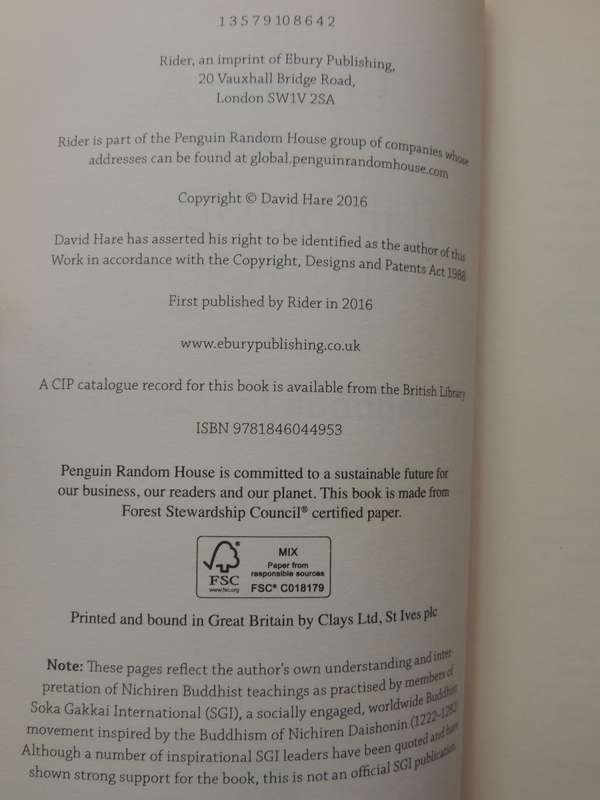 1 3 5 7 9 10 8 6 4 2
Rider, an imprint of Ebury Publishing,
20 Vauxhall Bridge Road,
London SW1V 2SA
Rider is part of the Penguin Random House group of companies whose
addresses can be found at global.penguinrandomhouse.com
Copyright © David Hare 2016
David Hare has asserted his right to be identified as the author of this
Work in accordance with the Copyright, Designs and Patents Act 1988
First published by Rider in 2016
www.eburypublishing.co.uk
A CIP catalogue record for this book is available from the British Library
ISBN 9781846044953
Penguin Random House is committed to a sustainable future for
our business, our readers and our planet. This book is made from
Forest Stewardship Council® certified paper.
FSC
www.fsc.org
MIX
Paper from
responsible sources
FSC® C018179
Printed and bound in Great Britain by Clays Ltd, St Ives plc
Note: These pages reflect the author's own understanding and inter-
pretation of Nichiren Buddhist teachings as practised by members of
Soka Gakkai International (SGI), a socially engaged, worldwide Buddhist
movement inspired by the Buddhism of Nichiren Daishonin (1222–1282).
Although a number of inspirational SGI leaders have been quoted and have
shown strong support for the book, this is not an official SGI publication.